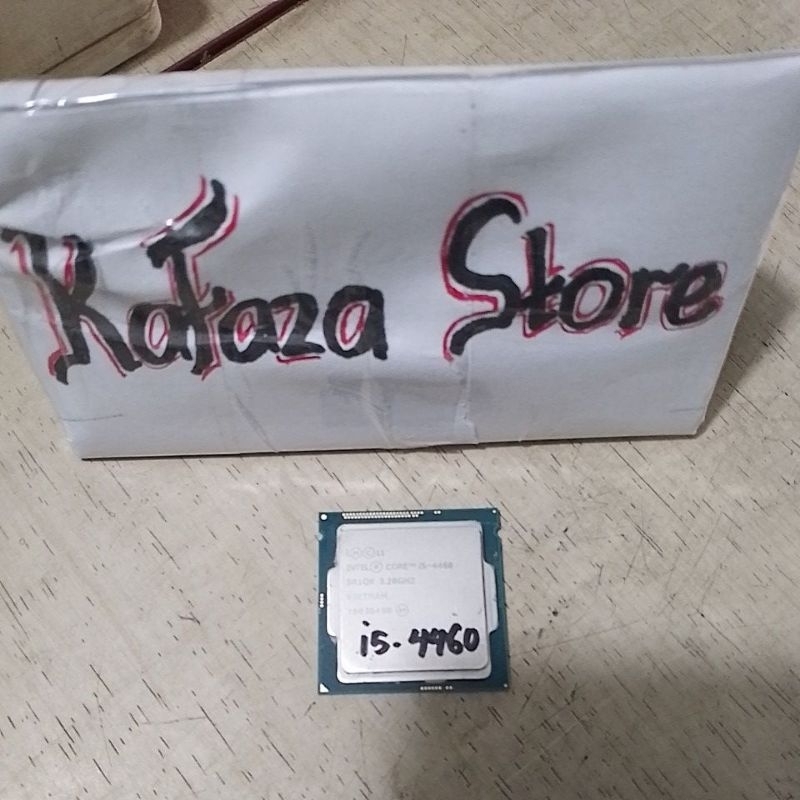 KaFaza Store
INTEL® CORE™ i5-4460
SR1QK 3.20GHZ
VIETNAM
i5-4460